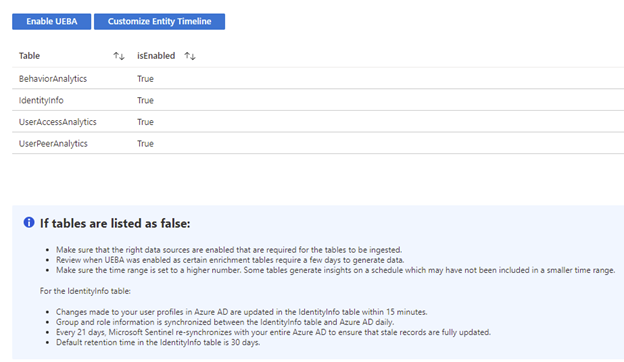 Enable UEBA Customize Entity Timeline
Table ↑↓ isEnabled ↑↓
BehaviorAnalytics True
IdentityInfo True
UserAccessAnalytics True
UserPeerAnalytics True
If tables are listed as false:
• Make sure that the right data sources are enabled that are required for the tables to be ingested.
• Review when UEBA was enabled as certain enrichment tables require a few days to generate data.
• Make sure the time range is set to a higher number. Some tables generate insights on a schedule which may have not been included in a smaller time range.
For the IdentityInfo table:
• Changes made to your user profiles in Azure AD are updated in the IdentityInfo table within 15 minutes.
• Group and role information is synchronized between the IdentityInfo table and Azure AD daily.
• Every 21 days, Microsoft Sentinel re-synchronizes with your entire Azure AD to ensure that stale records are fully updated.
• Default retention time in the IdentityInfo table is 30 days.